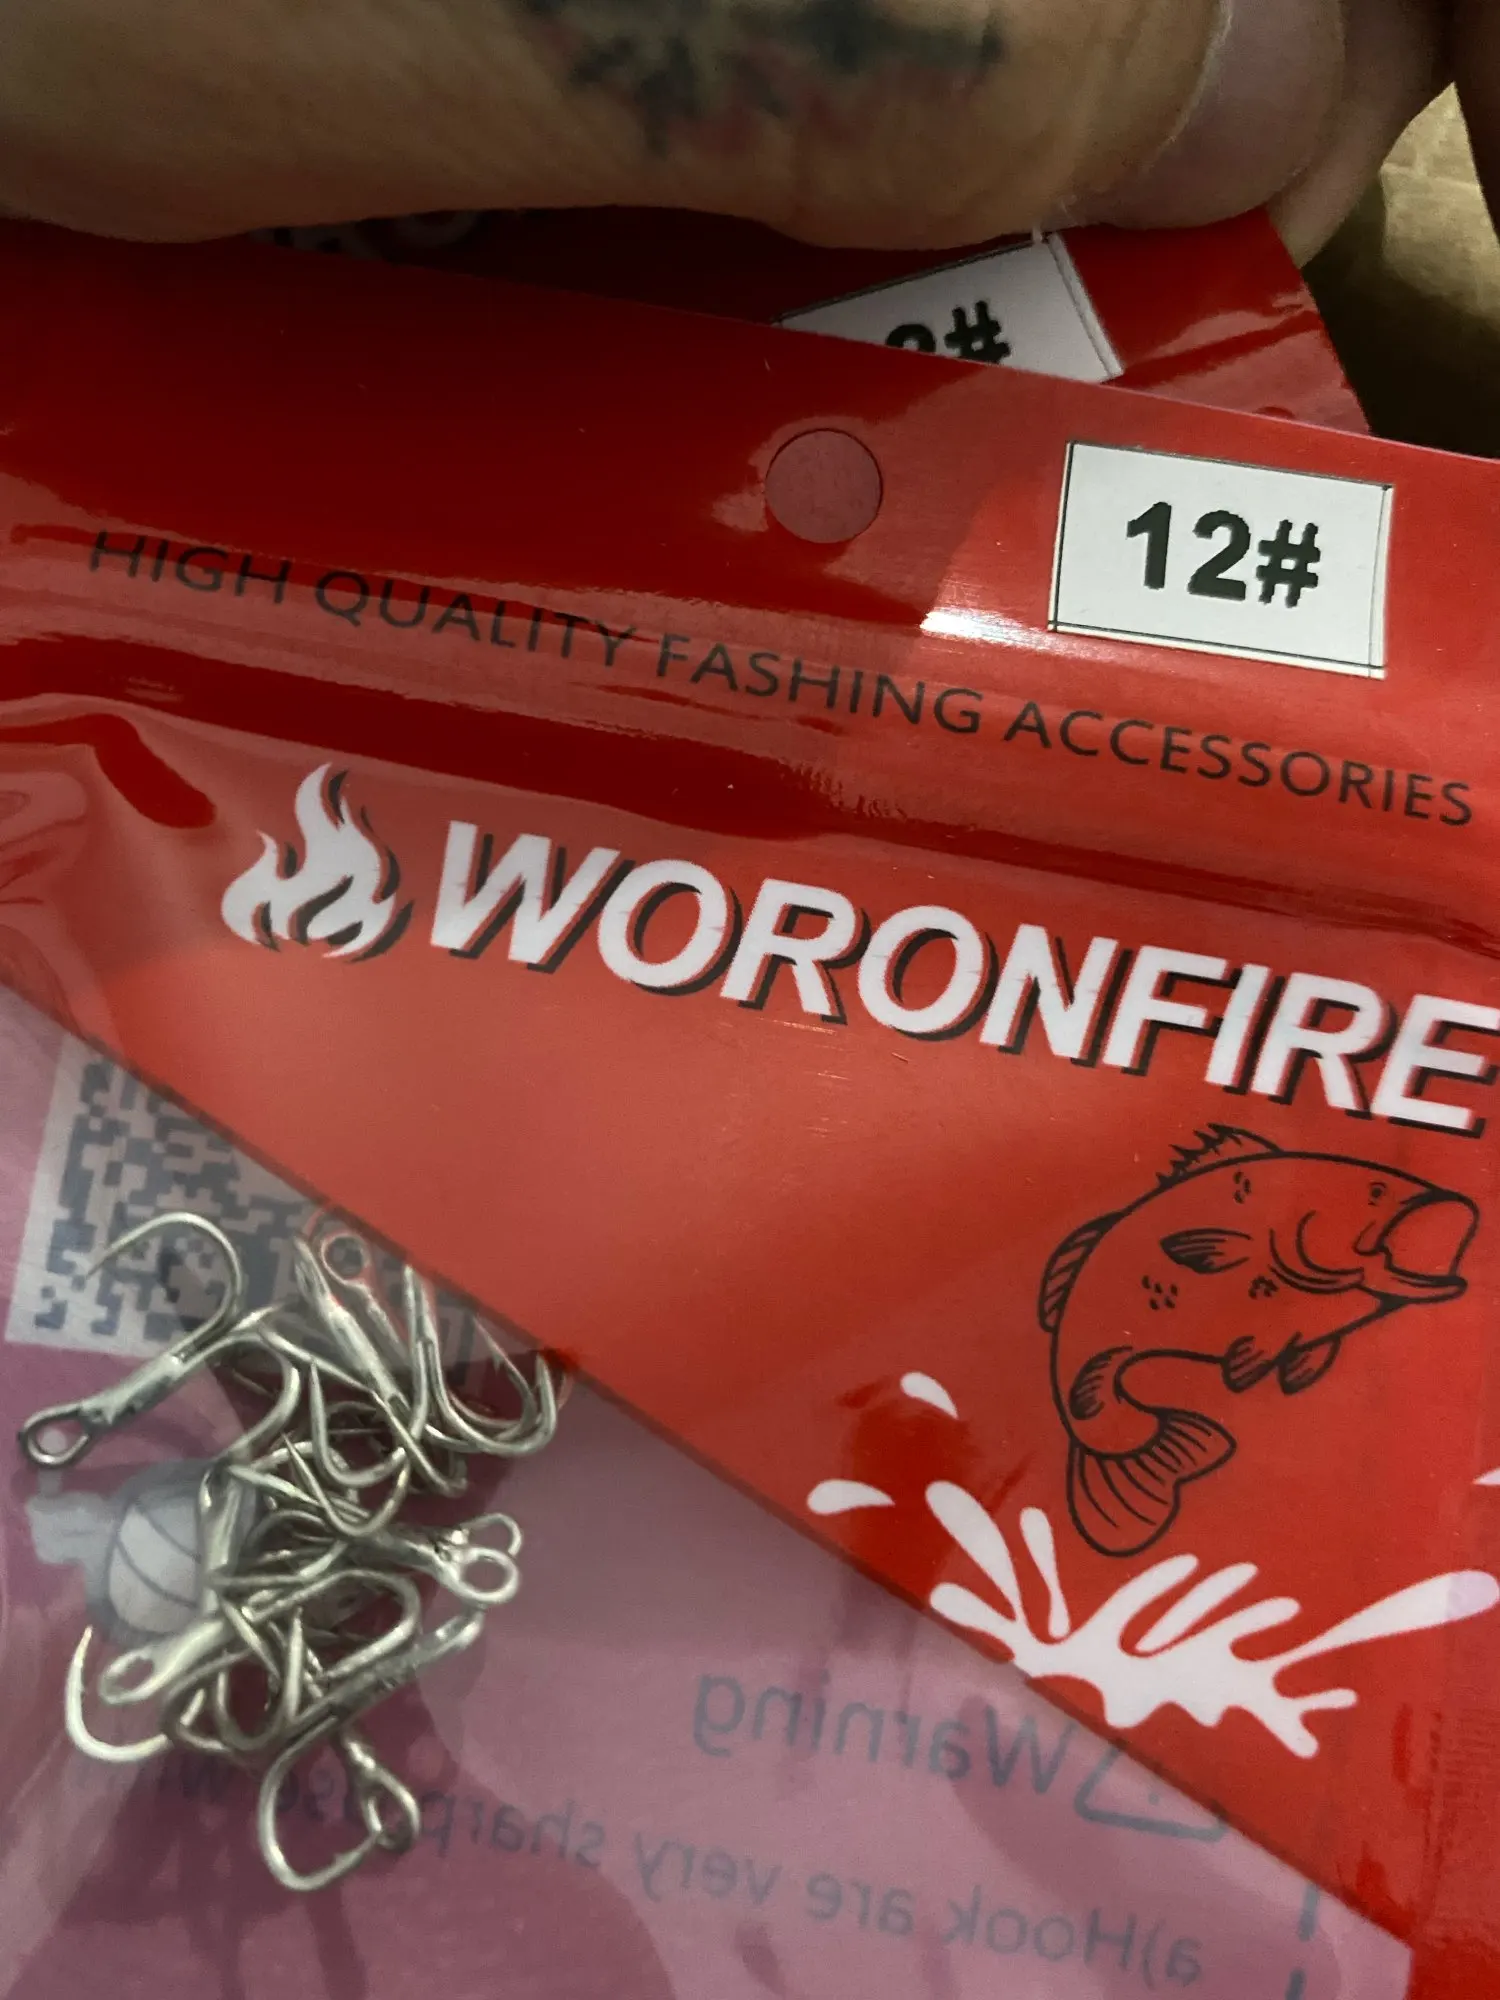 12#
HIGH QUALITY FASHING ACCESSORIES
WORONFIRE
Warning
a)Hook are very sharp